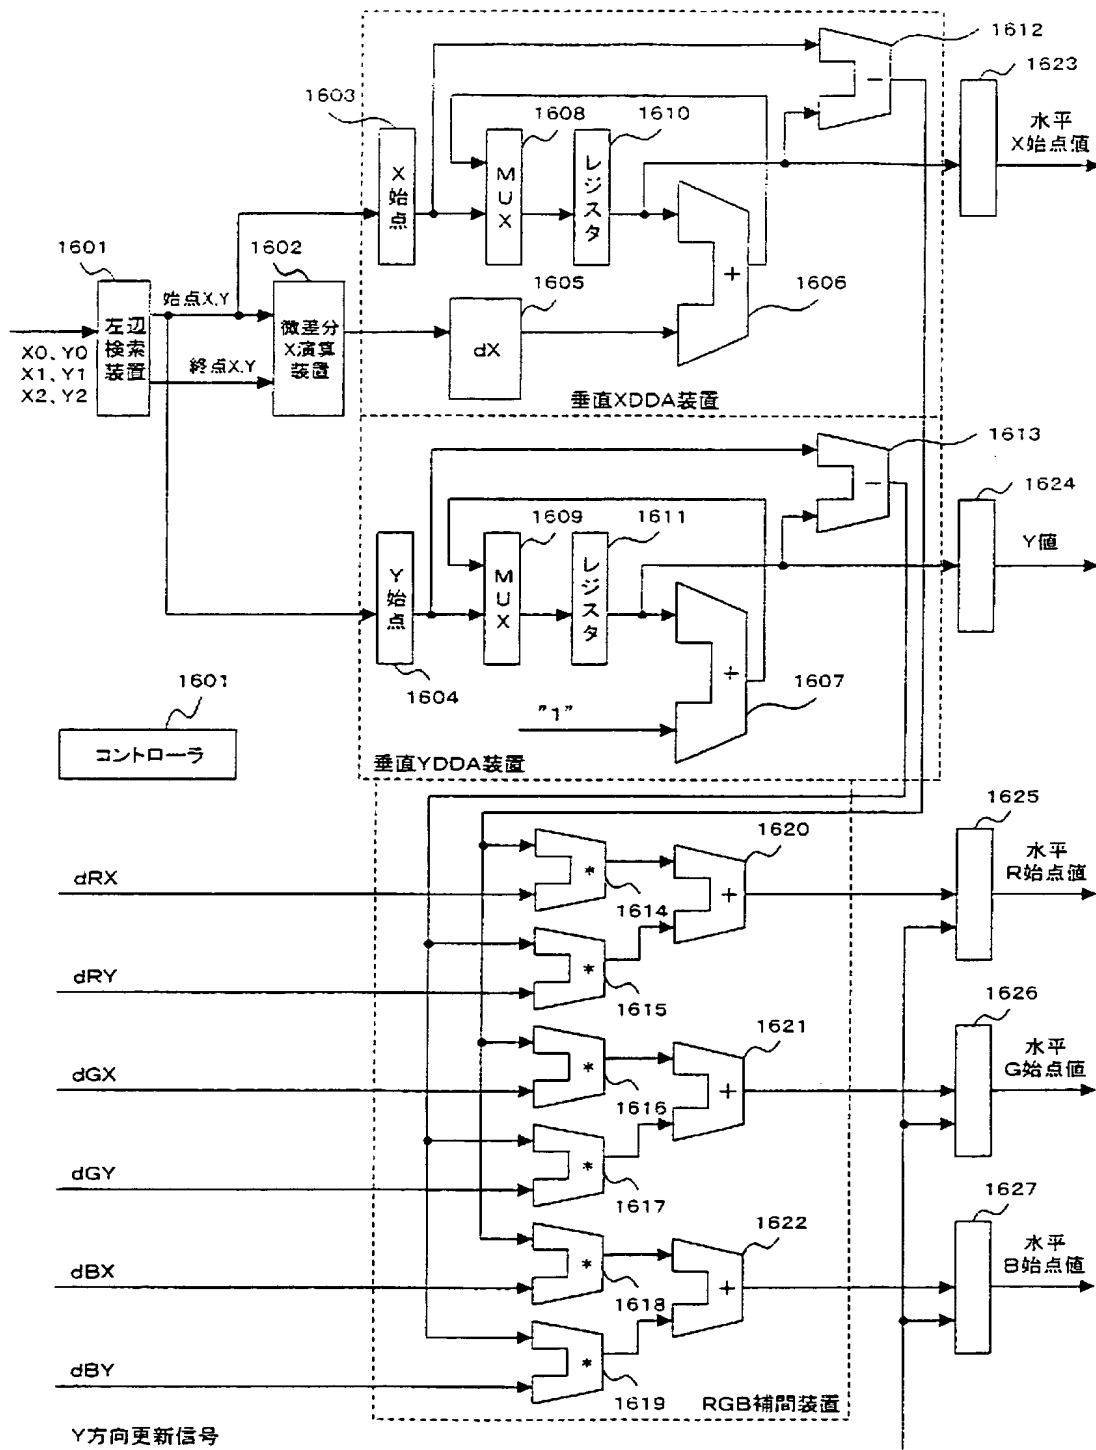 1612
1623
水平
X始点値
1603
1608
1610
X始点
MUX
レジスタ
−
+
1601
1602
1605
1606
始点X,Y
左辺
検索
装置
微差分
X演算
装置
dX
X0、Y0
X1、Y1
X2、Y2
終点X,Y
垂直XDDA装置
1613
1624
Y値
1609
1611
Y始点
MUX
レジスタ
−
+
1604
1607
"1"
1601
コントローラ
垂直YDDA装置
1625
水平
R始点値
1620
dRX
*
1614
+
dRY
*
1615
1626
水平
G始点値
1621
dGX
*
1616
+
dGY
*
1617
1627
水平
B始点値
1622
dBX
*
1618
+
dBY
*
1619
RGB補間装置
Y方向更新信号